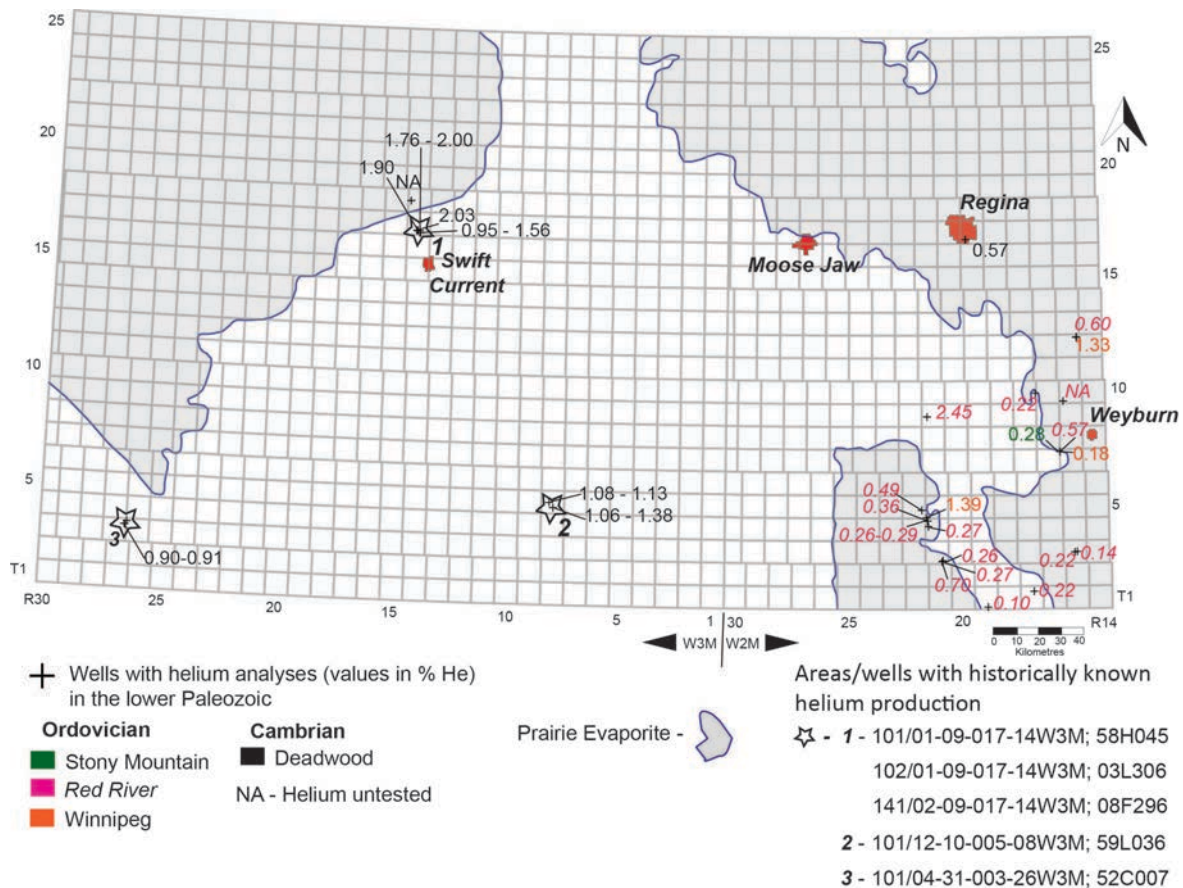 25
25
20
1.76 - 2.00
N
1.90
20
NA
Regina
2.03
0.95 - 1.56
15
1
0.57
Swift
Moose Jaw
Current
15
0.60
1.33
10
10
NA
0.22
2.45
Weyburn
0.28
0.57
0.18
5
0.49
1.08 - 1.13
1.39
5
0.36
1.06 - 1.38
2
0.26-0.29
0.27
3
0.90-0.91
0.26
0.22
0.14
T1
0.27
0.70
0.22
T1
R30
0.10
25
20
15
10
5
1
30
25
20
R14
W3M
W2M
0 10 20 30 40
Kilometres
Wells with helium analyses (values in % He)
in the lower Paleozoic
Ordovician
Cambrian
Stony Mountain
Deadwood
Red River
NA - Helium untested
Winnipeg
Prairie Evaporite -
Areas/wells with historically known
helium production
- 1 - 101/01-09-017-14W3M; 58H045
102/01-09-017-14W3M; 03L306
141/02-09-017-14W3M; 08F296
2 - 101/12-10-005-08W3M; 59L036
3 - 101/04-31-003-26W3M; 52C007